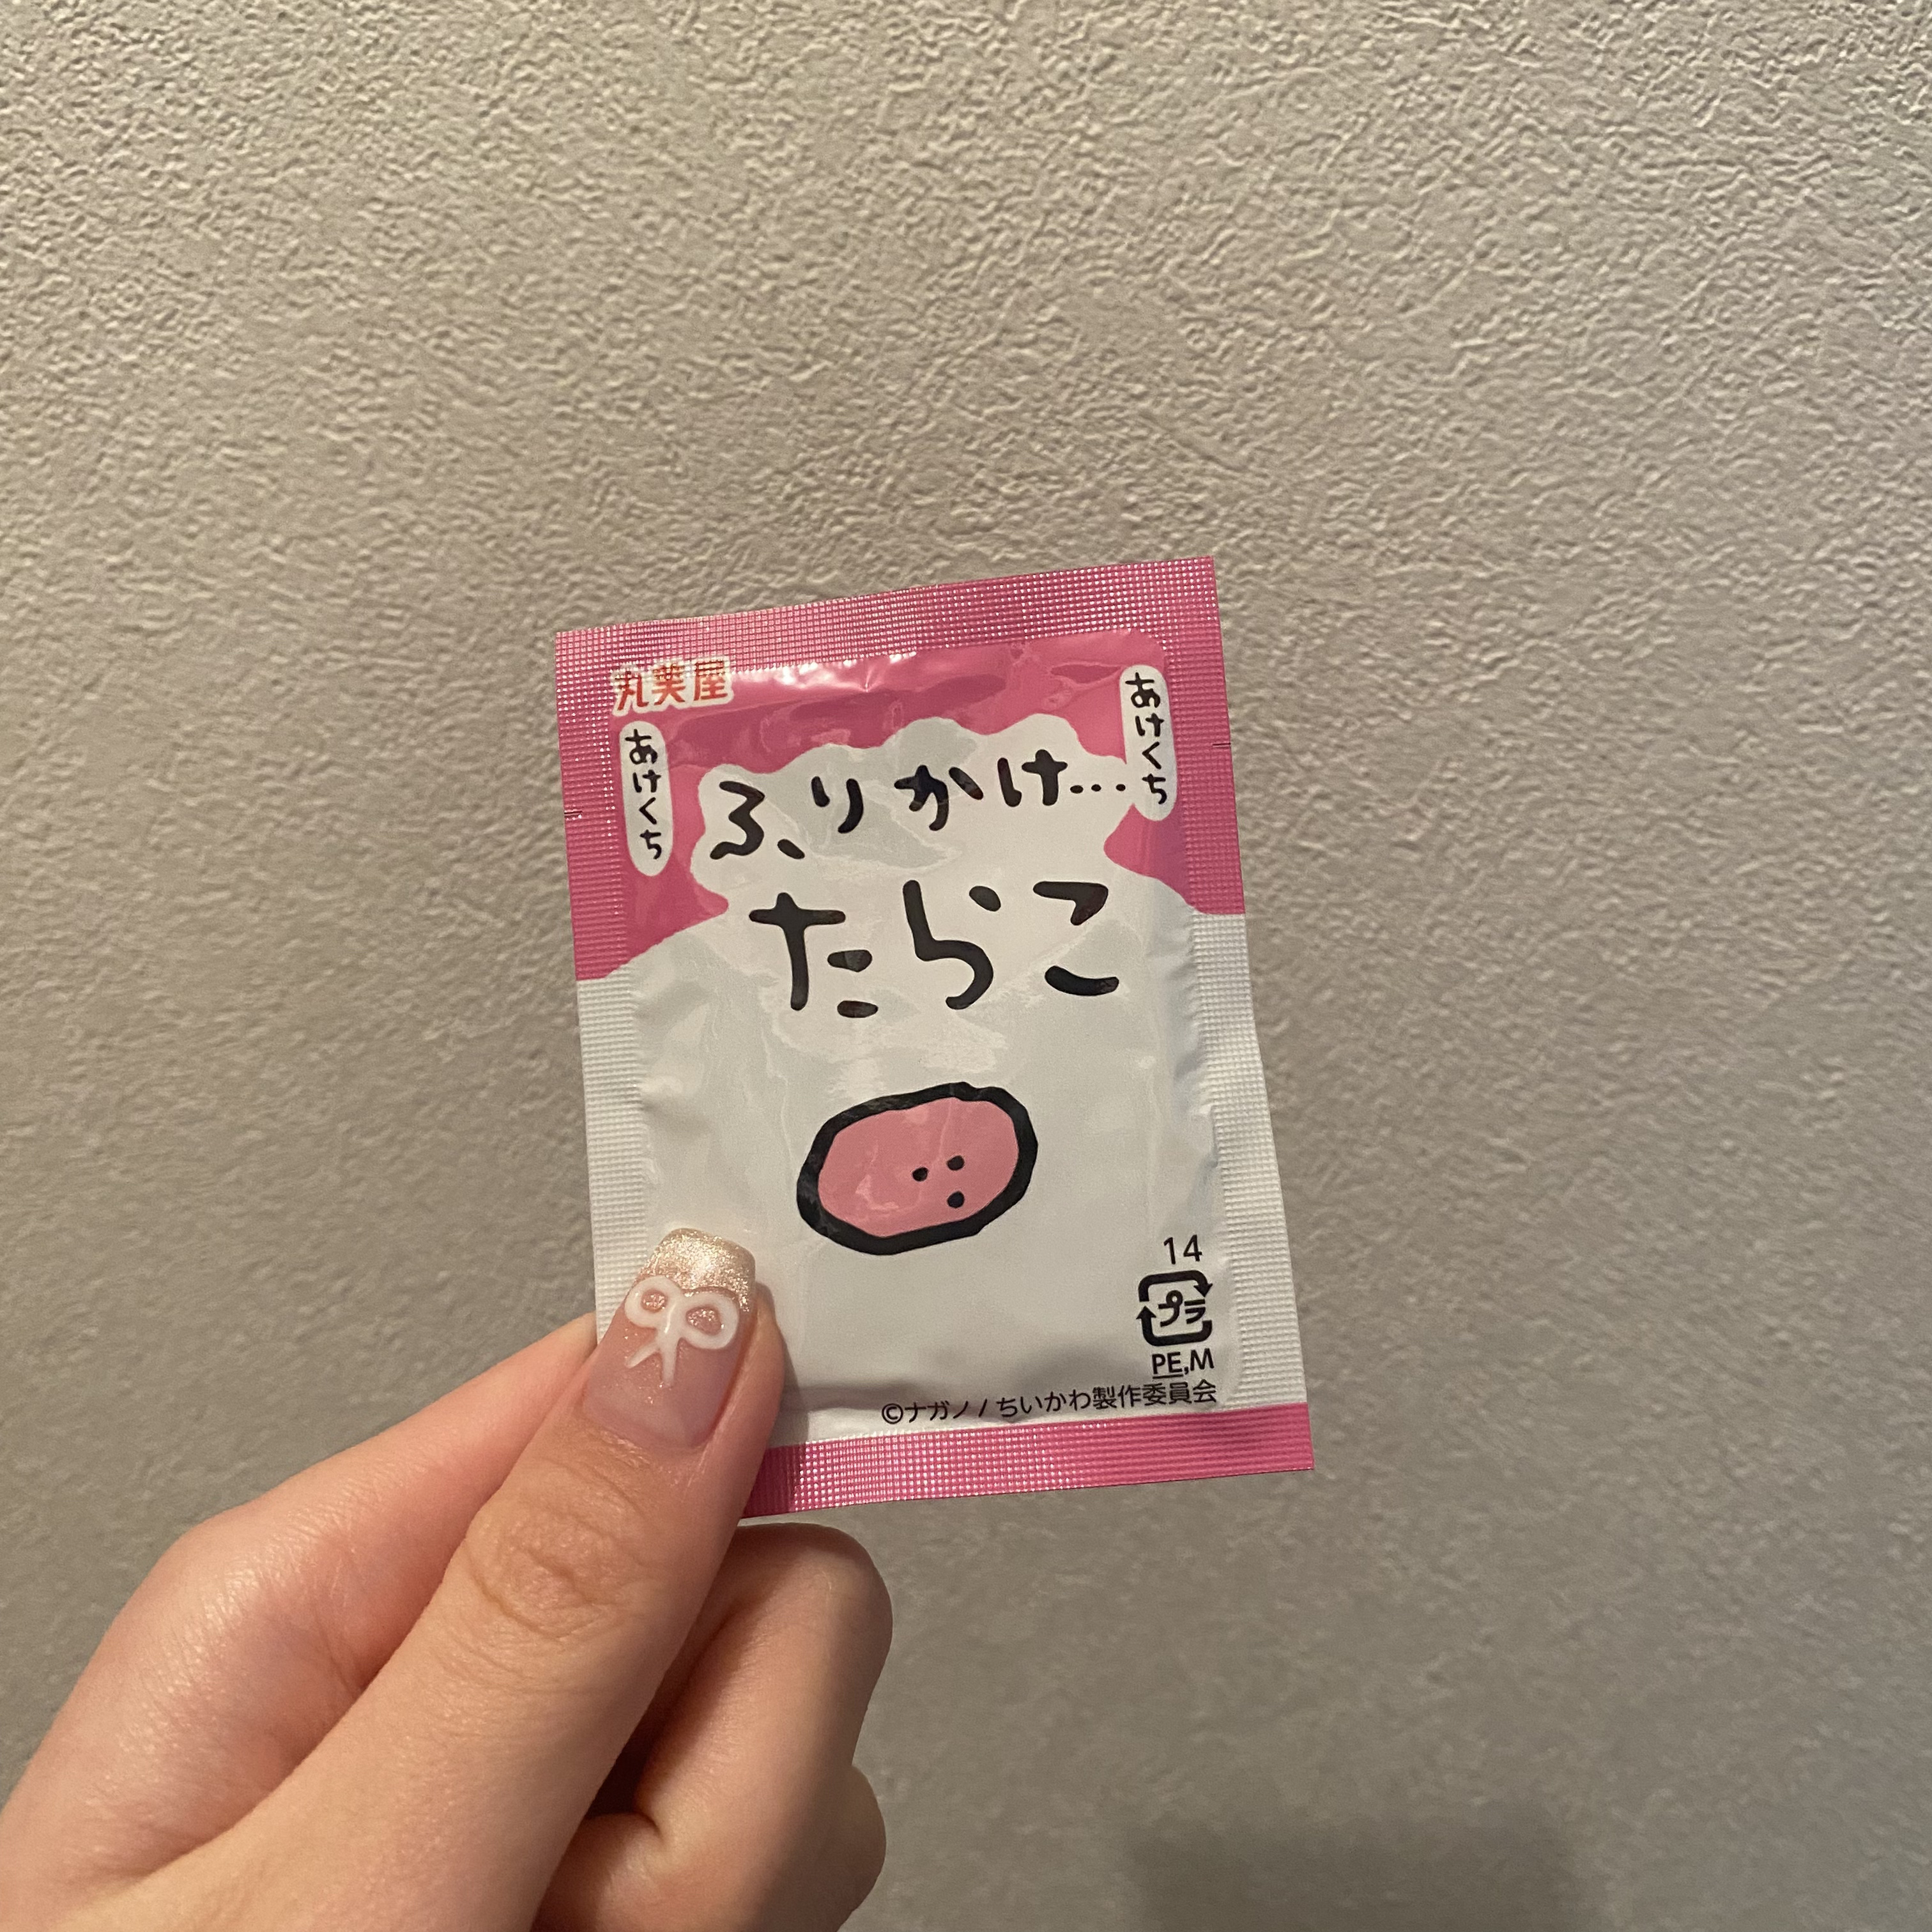 丸美屋
あけくち
あけくち
ふりかけ…
たらこ
14
プラ
PE,M
©ナガノ / ちいかわ製作委員会